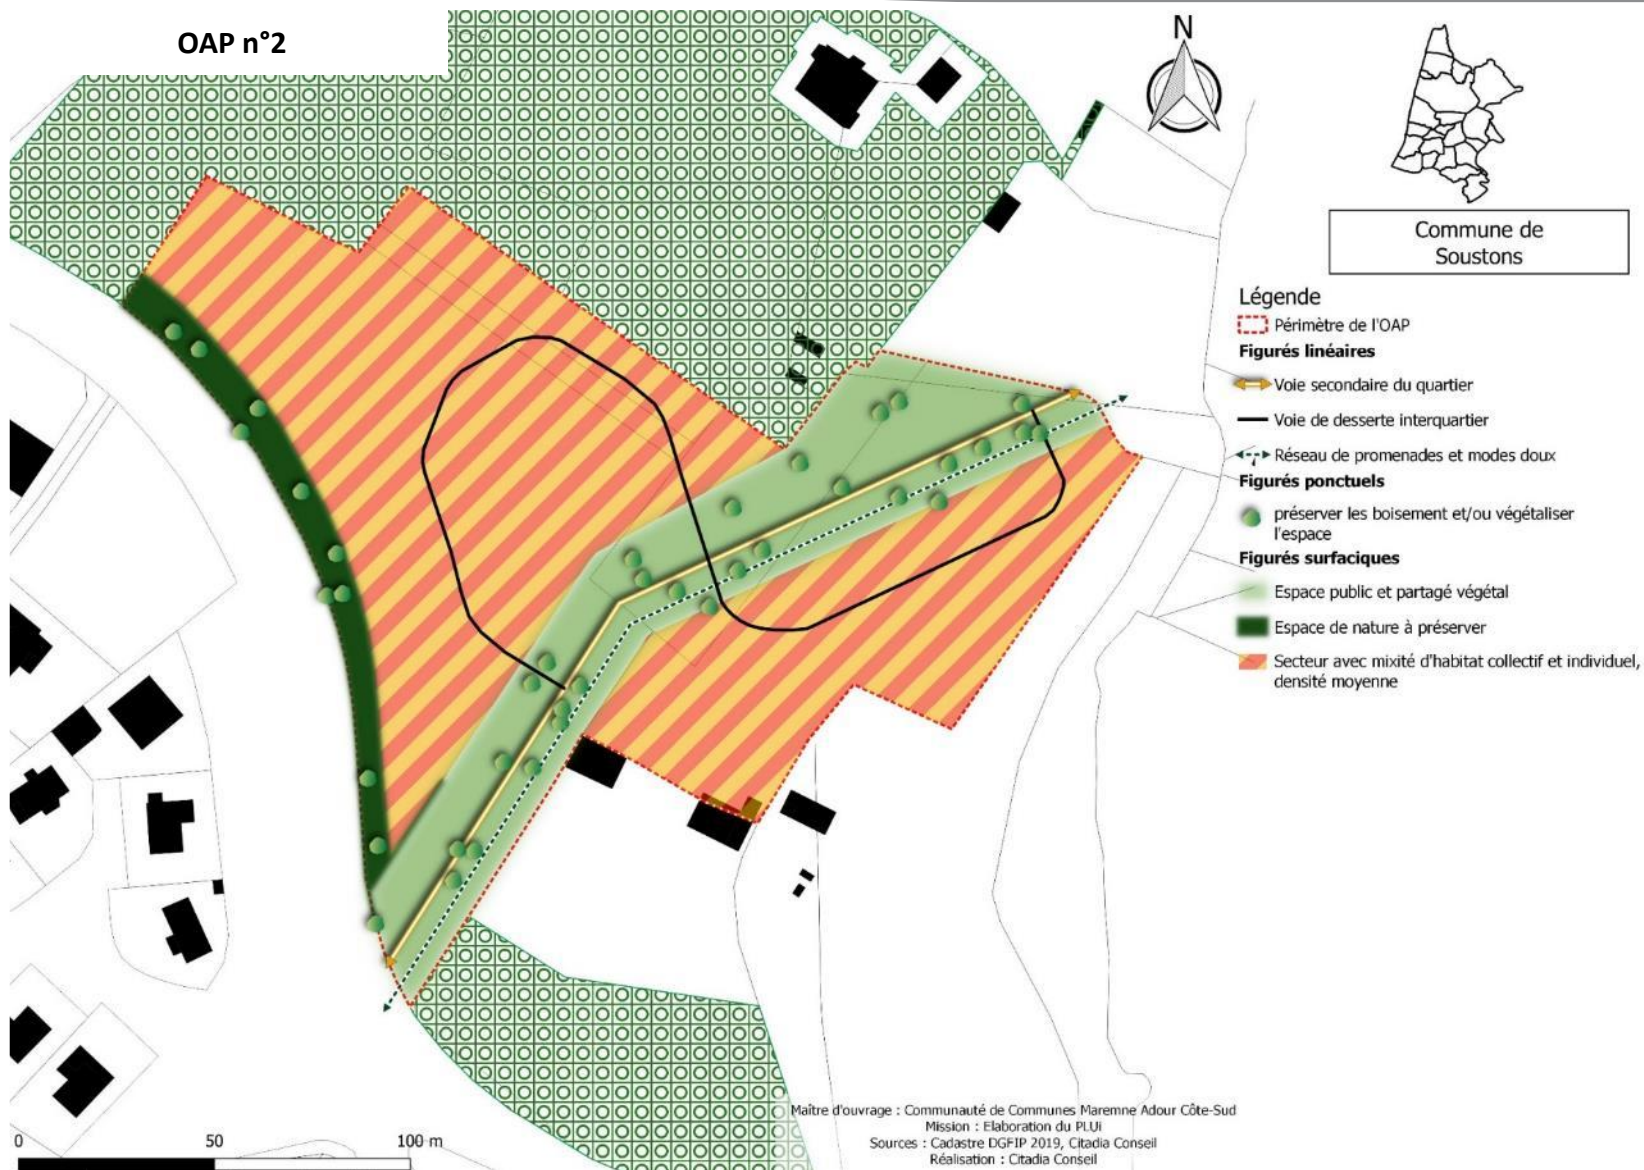 OAP n°2
N
Commune de
Soustons
Légende
Périmètre de l'OAP
Figurés linéaires
Voie secondaire du quartier
Voie de desserte interquartier
Réseau de promenades et modes doux
Figurés ponctuels
préserver les boisement et/ou végétaliser
l'espace
Figurés surfaciques
Espace public et partagé végétal
Espace de nature à préserver
Secteur avec mixité d'habitat collectif et individuel,
densité moyenne
Maître d'ouvrage : Communauté de Communes Maremne Adour Côte-Sud
Mission : Elaboration du PLUi
Sources : Cadastre DGFIP 2019, Citadia Conseil
Réalisation : Citadia Conseil
0 50 100 m